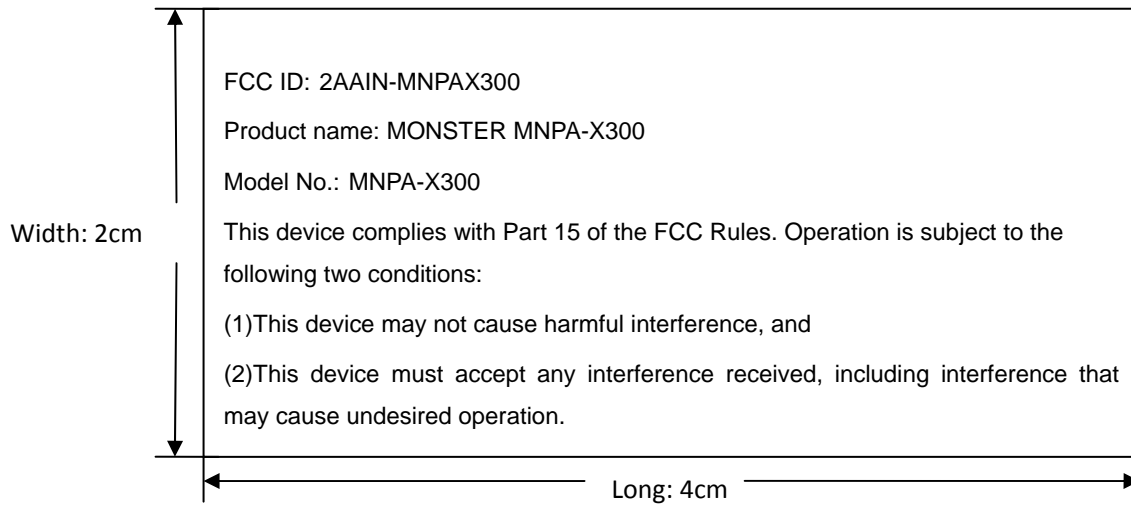 FCC ID: 2AAIN-MNPAX300
Product name: MONSTER MNPA-X300
Model No.: MNPA-X300
Width: 2cm
This device complies with Part 15 of the FCC Rules. Operation is subject to the
following two conditions:
(1)This device may not cause harmful interference, and
(2)This device must accept any interference received, including interference that
may cause undesired operation.
Long: 4cm